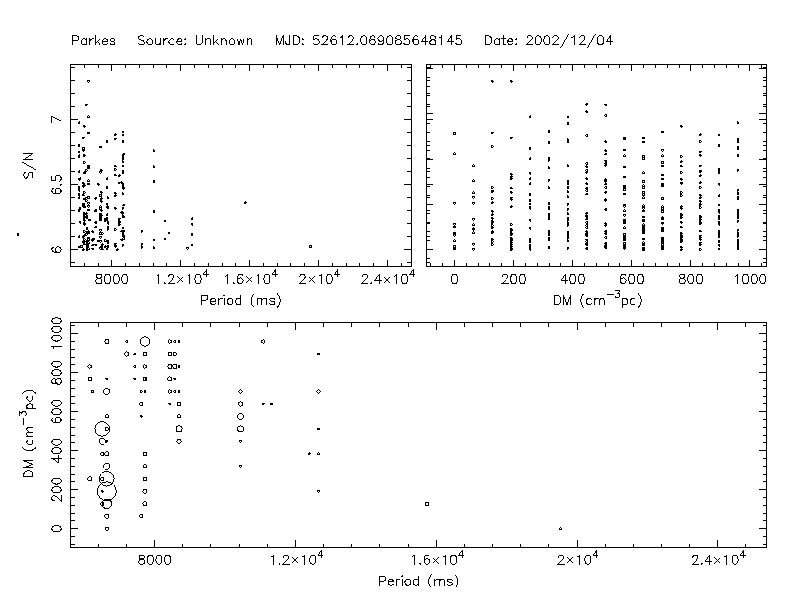 Parkes Source: Unknown MJD: 52612.069085648145 Date: 2002/12/04
S/N
7
6.5
6
8000 1.2×10⁴ 1.6×10⁴ 2×10⁴ 2.4×10⁴
Period (ms)
0 200 400 600 800 1000
DM (cm⁻³pc)
DM (cm⁻³pc)
1000
800
600
400
200
0
8000 1.2×10⁴ 1.6×10⁴ 2×10⁴ 2.4×10⁴
Period (ms)